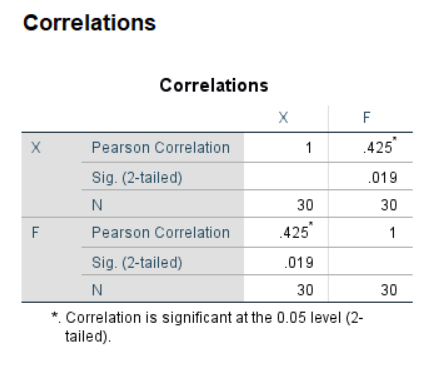 Correlations
Correlations
X F
X Pearson Correlation 1 .425*
Sig. (2-tailed) .019
N 30 30
F Pearson Correlation .425* 1
Sig. (2-tailed) .019
N 30 30
*. Correlation is significant at the 0.05 level (2-
tailed).